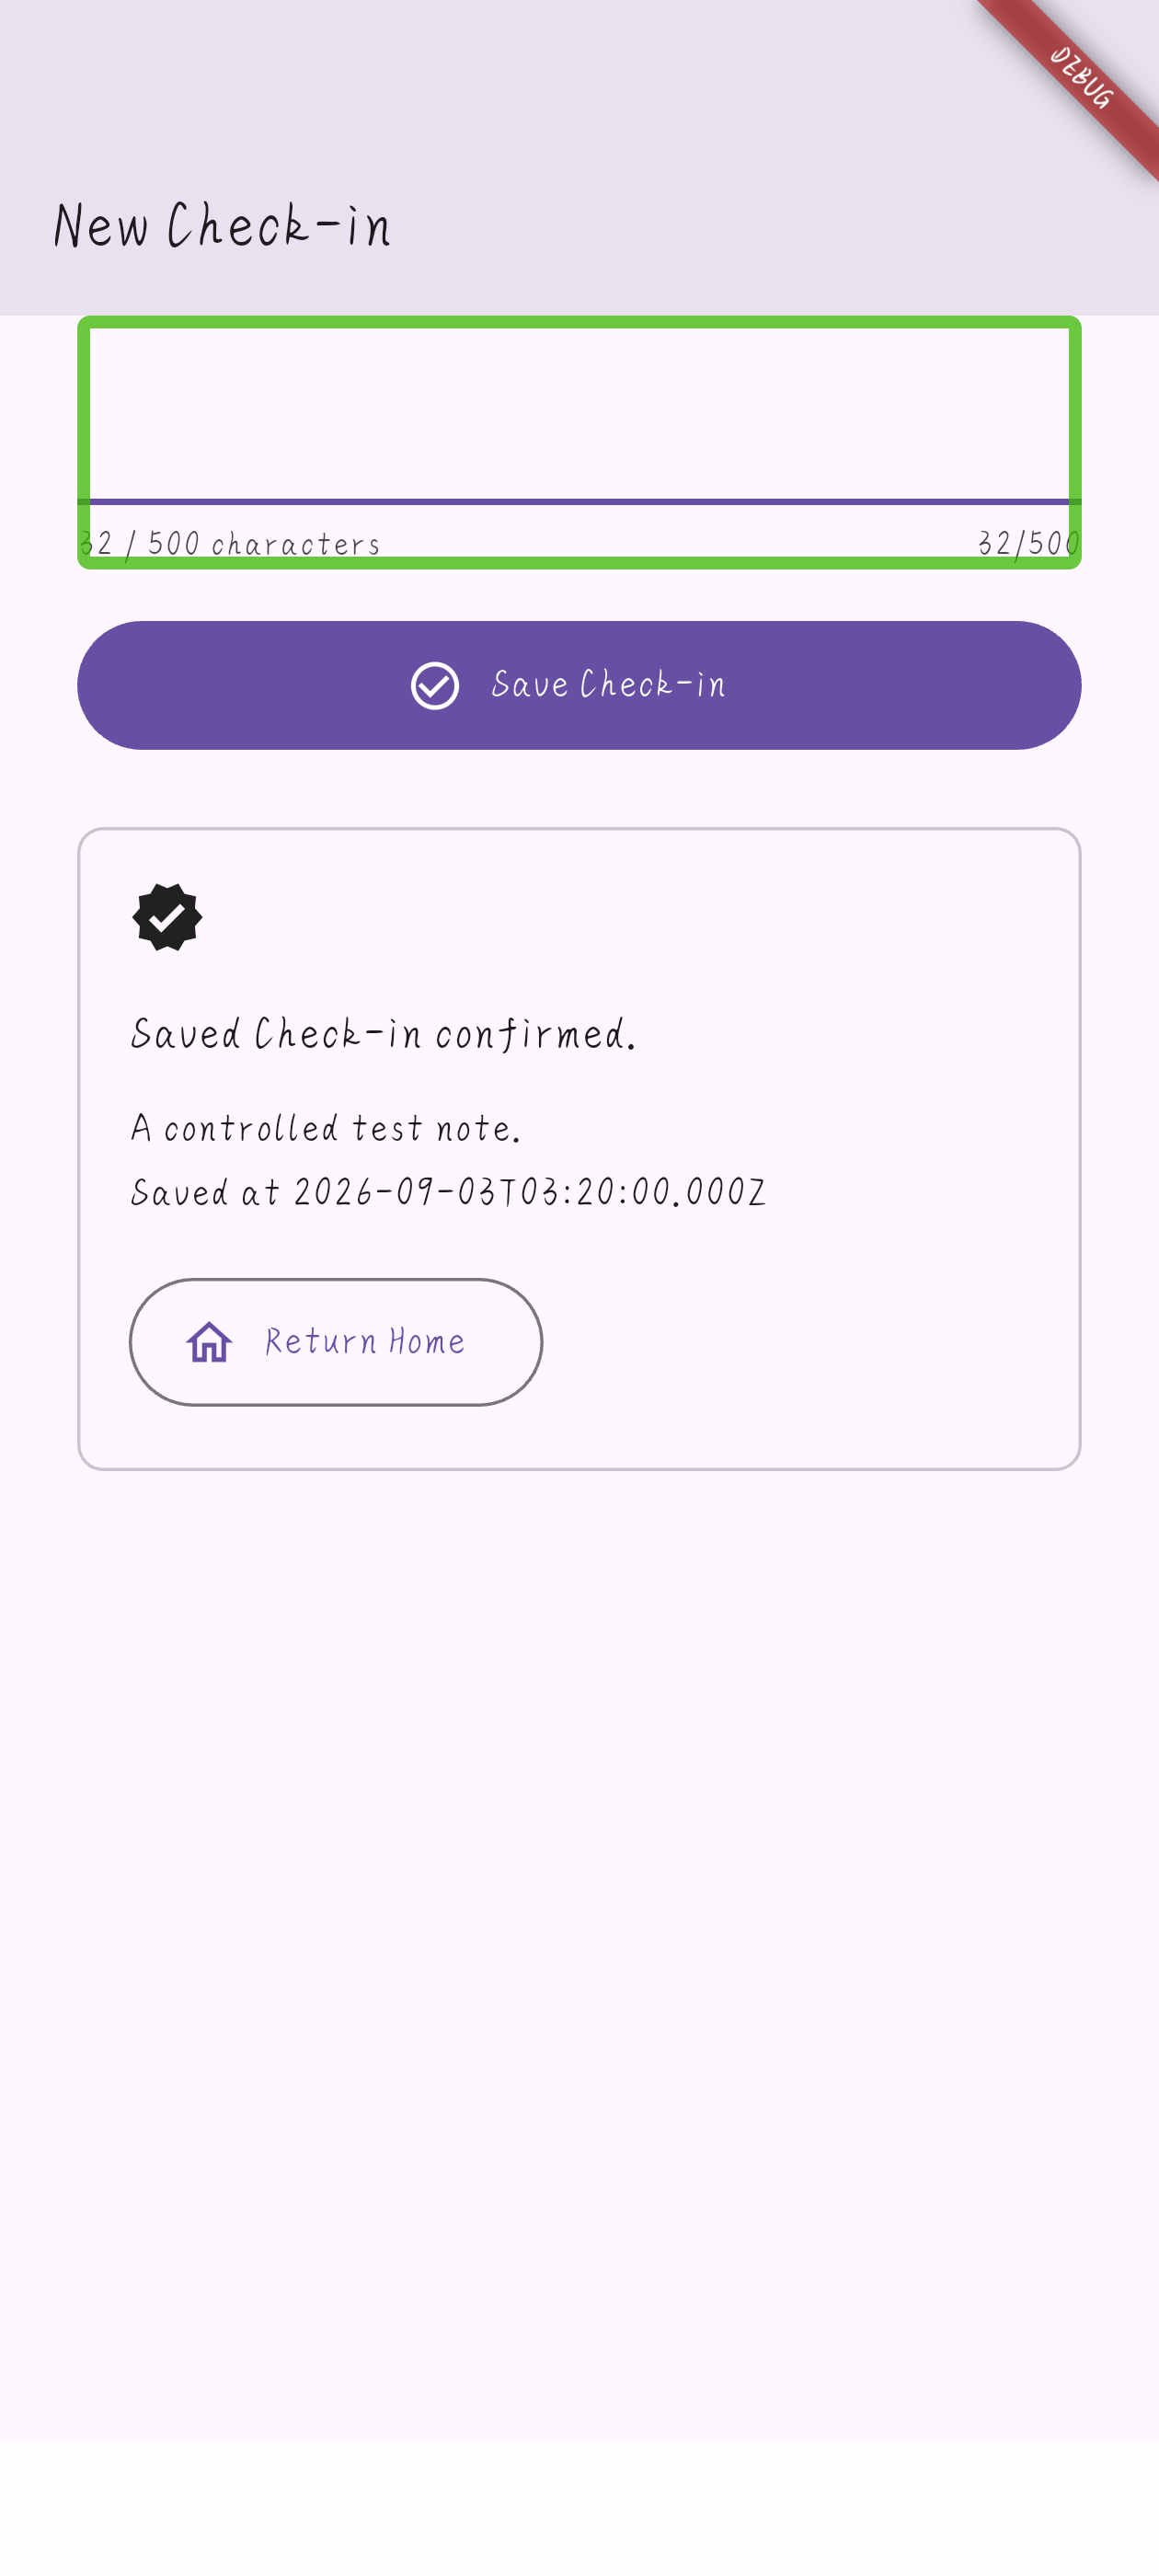 DEBUG
New Check-in
32 / 500 characters 32/500
Save Check-in
Saved Check-in confirmed.
A controlled test note.
Saved at 2026-09-03T03:20:00.000Z
Return Home